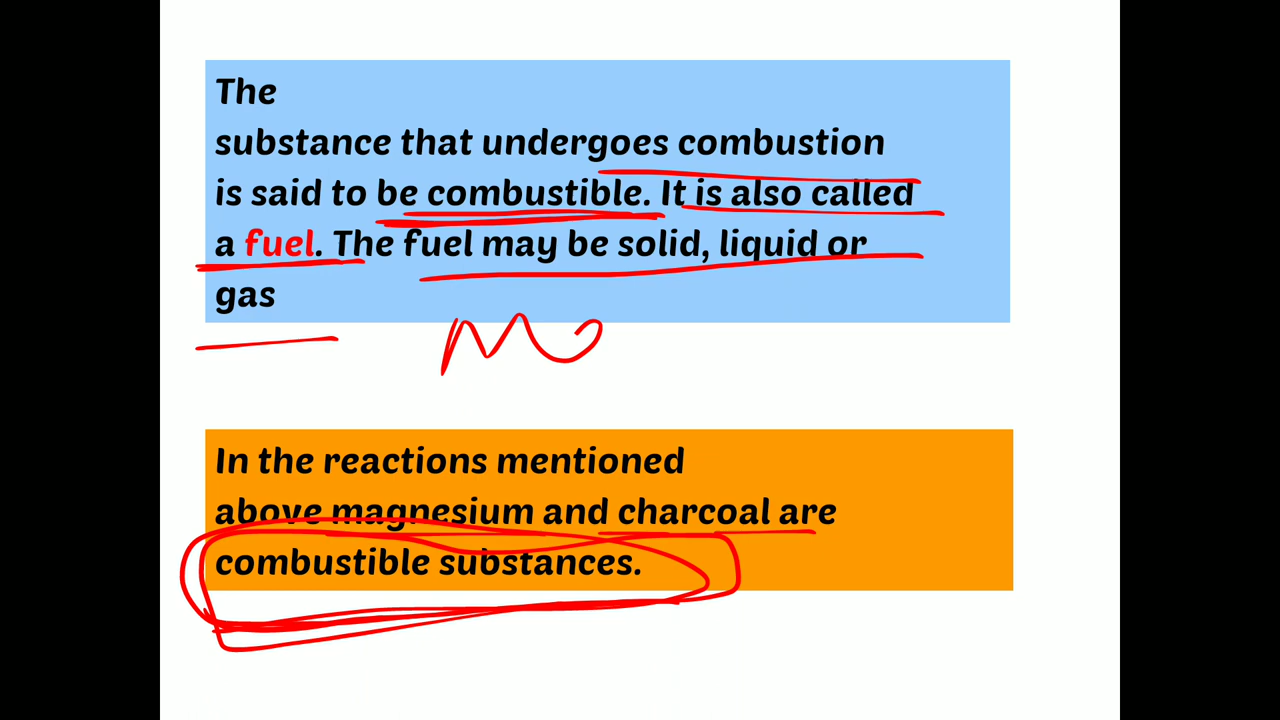 The
substance that undergoes combustion
is said to be combustible. It is also called
a fuel. The fuel may be solid, liquid or
gas
In the reactions mentioned
above magnesium and charcoal are
combustible substances.